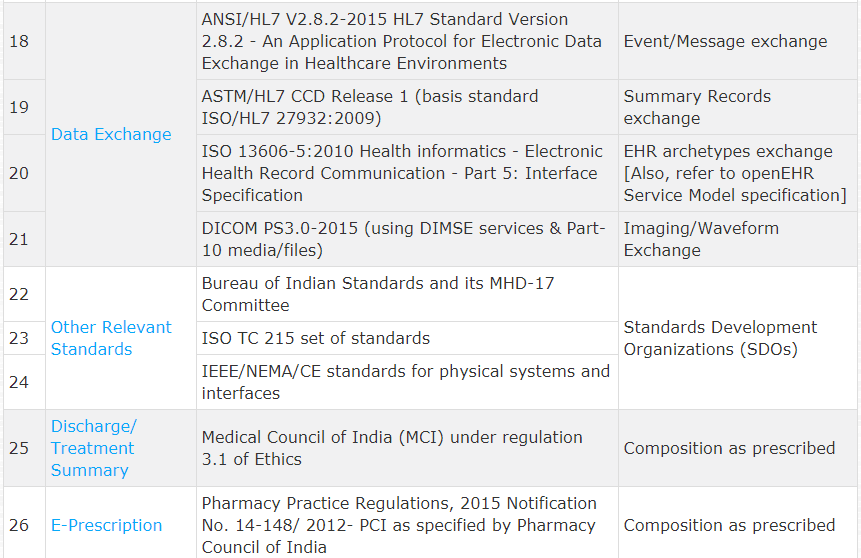 18
Data Exchange
ANSI/HL7 V2.8.2-2015 HL7 Standard Version
2.8.2 - An Application Protocol for Electronic Data
Exchange in Healthcare Environments
Event/Message exchange
19
ASTM/HL7 CCD Release 1 (basis standard
ISO/HL7 27932:2009)
Summary Records
exchange
20
ISO 13606-5:2010 Health informatics - Electronic
Health Record Communication - Part 5: Interface
Specification
EHR archetypes exchange
[Also, refer to openEHR
Service Model specification]
21
DICOM PS3.0-2015 (using DIMSE services & Part-
10 media/files)
Imaging/Waveform
Exchange
22
Other Relevant
Standards
Bureau of Indian Standards and its MHD-17
Committee
Standards Development
Organizations (SDOs)
23
ISO TC 215 set of standards
24
IEEE/NEMA/CE standards for physical systems and
interfaces
25
Discharge/
Treatment
Summary
Medical Council of India (MCI) under regulation
3.1 of Ethics
Composition as prescribed
26
E-Prescription
Pharmacy Practice Regulations, 2015 Notification
No. 14-148/ 2012- PCI as specified by Pharmacy
Council of India
Composition as prescribed